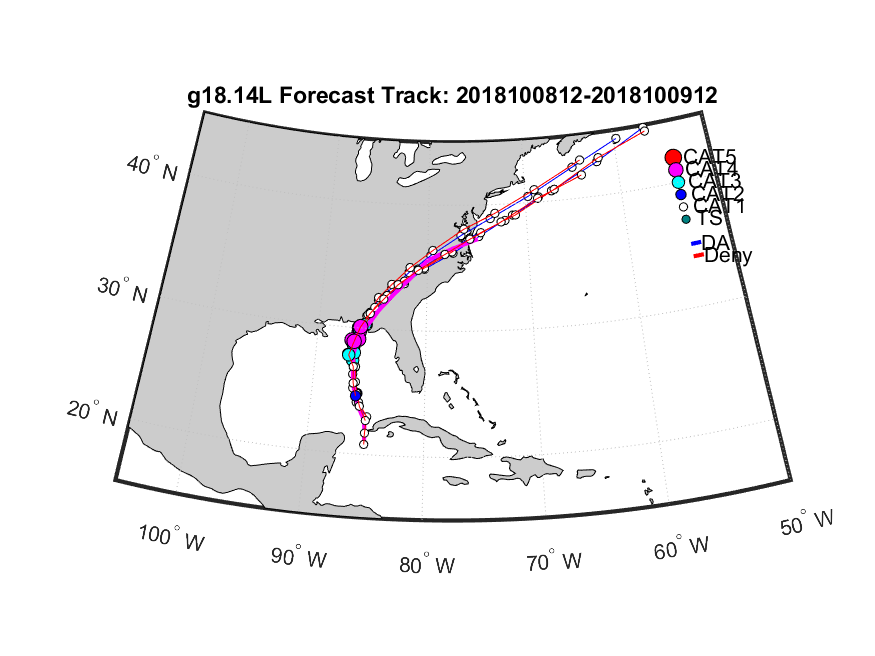 g18.14L Forecast Track: 2018100812-2018100912
CAT5
CAT4
CAT3
CAT2
CAT1
TS
DA
Deny
40° N
30° N
20° N
100° W
90° W
80° W
70° W
60° W
50° W